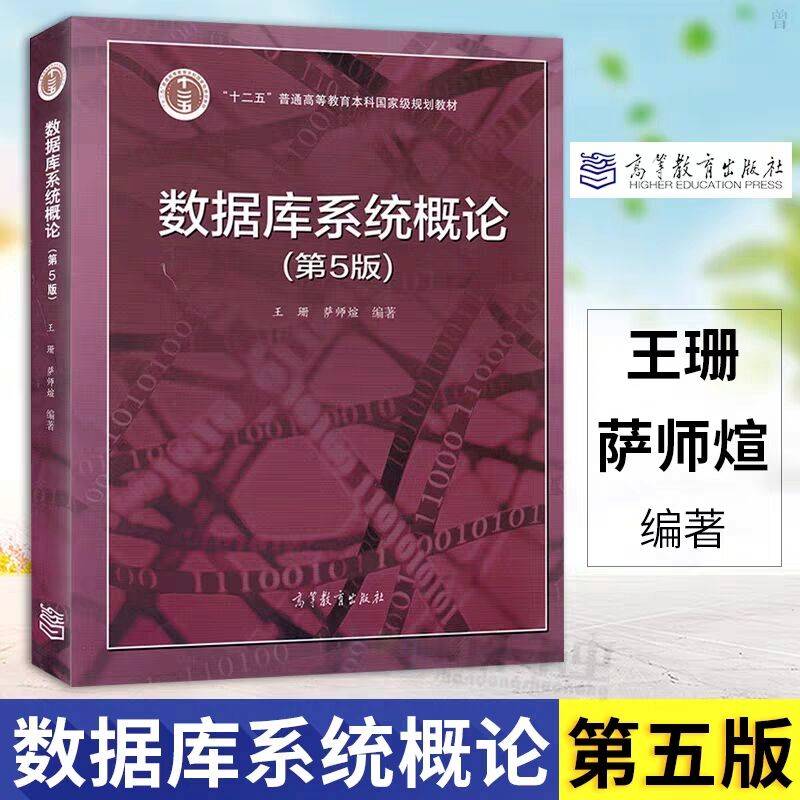 曾
"十二五"普通高等教育本科国家级规划教材
数据库系统概论
(第5版)
王 珊 萨师煊 编著
高等教育出版社
数据库系统概论(第5版)
王 珊 萨师煊 编著
高等教育出版社
HIGHER EDUCATION PRESS
王珊
萨师煊
编著
数据库系统概论 第五版